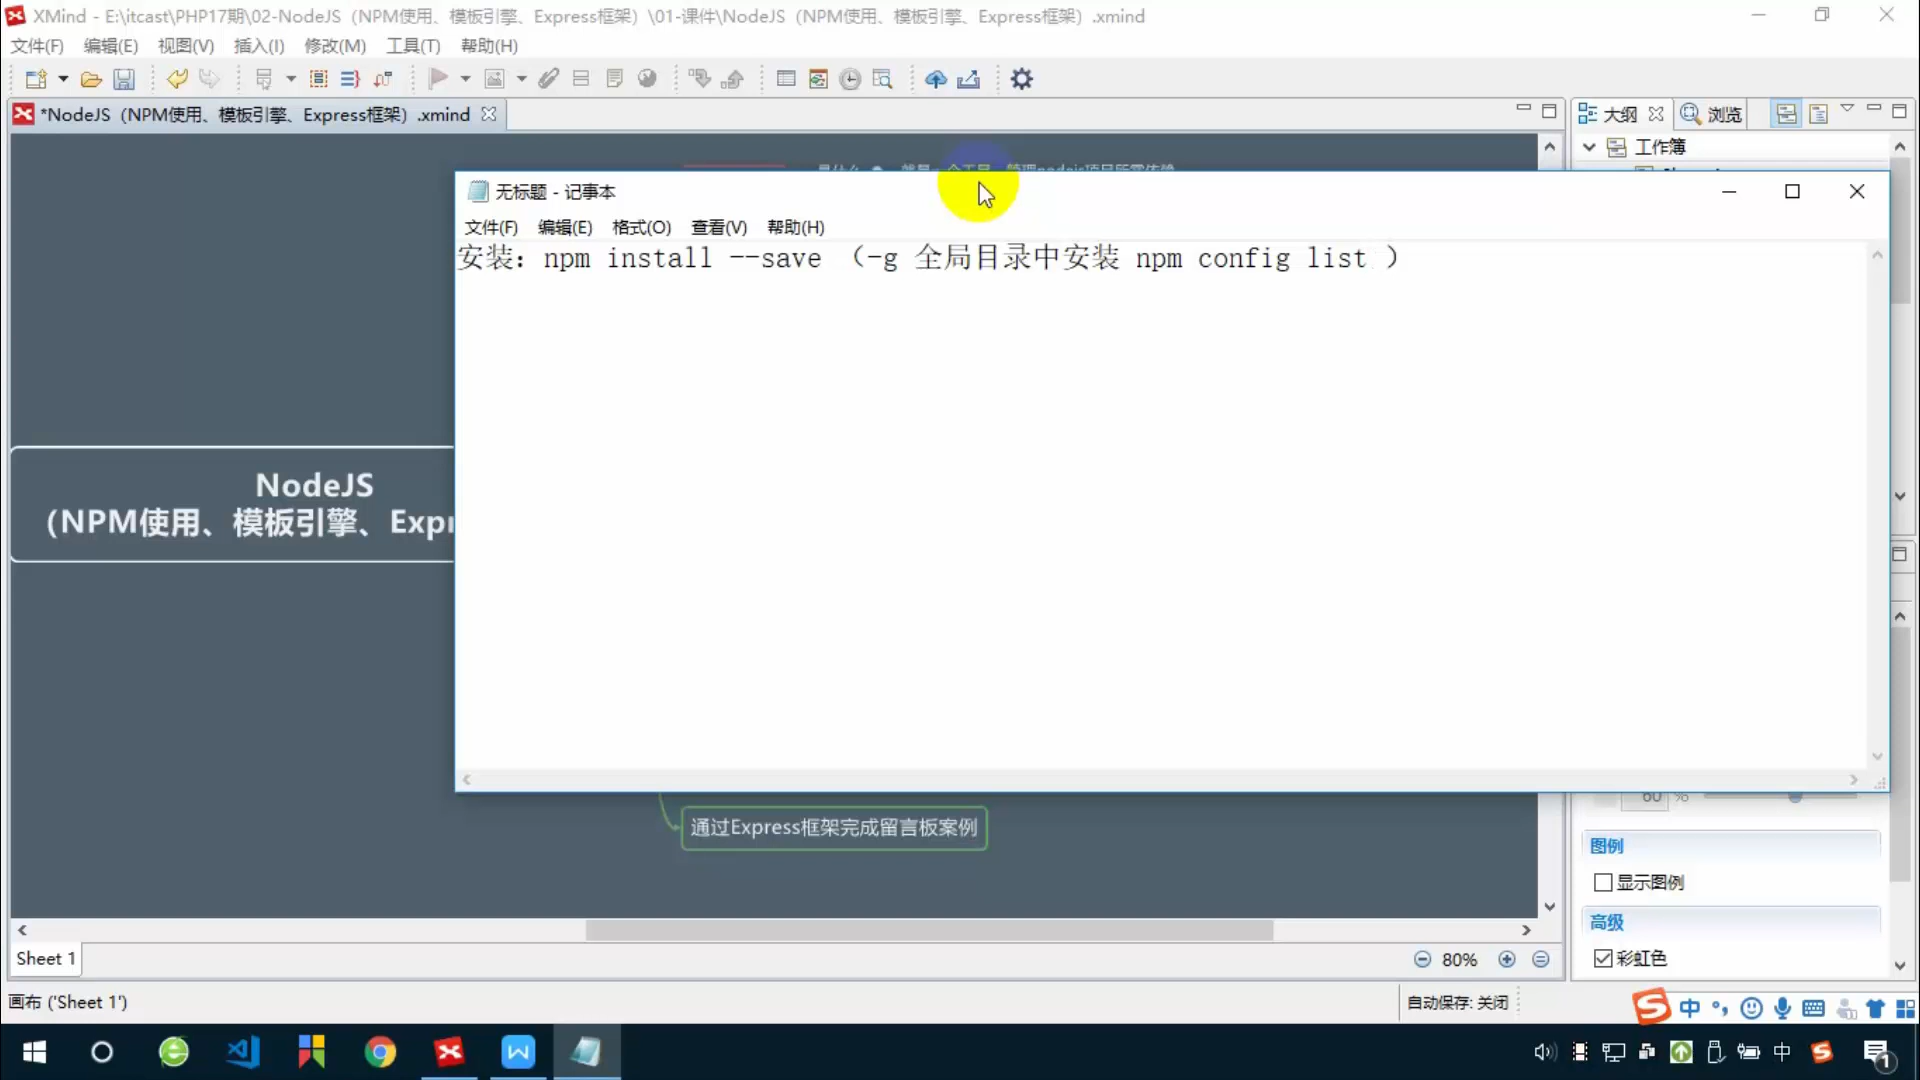 XMind - E:\itcast\PHP17期\02-NodeJS（NPM使用、模板引擎、Express框架）\01-课件\NodeJS（NPM使用、模板引擎、Express框架）.xmind
文件(F) 编辑(E) 视图(V) 插入(I) 修改(M) 工具(T) 帮助(H)
*NodeJS（NPM使用、模板引擎、Express框架）.xmind
大纲 浏览
工作簿
无标题 - 记事本
文件(F) 编辑(E) 格式(O) 查看(V) 帮助(H)
安装: npm install --save （-g 全局目录中安装 npm config list ）
NodeJS
（NPM使用、模板引擎、Expr
60 %
通过Express框架完成留言板案例
图例
显示图例
高级
彩虹色
Sheet 1
80%
画布 ('Sheet 1')
自动保存: 关闭
中
中
1